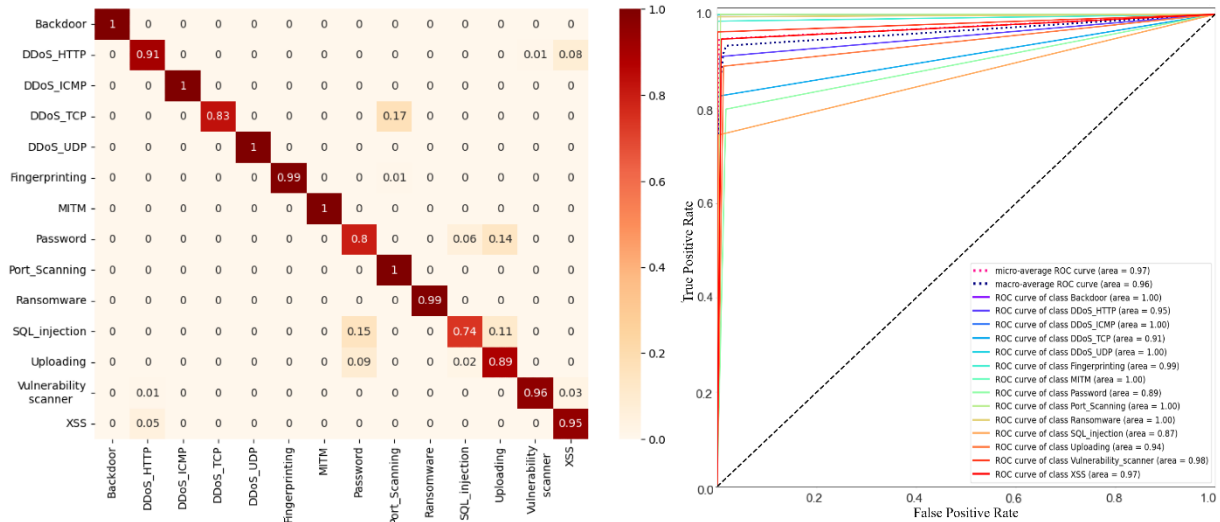 Backdoor 1 0 0 0 0 0 0 0 0 0 0 0 0 0
DDoS_HTTP 0 0.91 0 0 0 0 0 0 0 0 0 0 0.01 0.08
DDoS_ICMP 0 0 1 0 0 0 0 0 0 0 0 0 0 0
DDoS_TCP 0 0 0 0.83 0 0 0 0 0.17 0 0 0 0 0
DDoS_UDP 0 0 0 0 1 0 0 0 0 0 0 0 0 0
Fingerprinting 0 0 0 0 0 0.99 0 0 0.01 0 0 0 0 0
MITM 0 0 0 0 0 0 1 0 0 0 0 0 0 0
Password 0 0 0 0 0 0 0 0.8 0 0 0.06 0.14 0 0
Port_Scanning 0 0 0 0 0 0 0 0 1 0 0 0 0 0
Ransomware 0 0 0 0 0 0 0 0 0 0.99 0 0 0 0
SQL_injection 0 0 0 0 0 0 0 0.15 0 0 0.74 0.11 0 0
Uploading 0 0 0 0 0 0 0 0.09 0 0 0.02 0.89 0 0
Vulnerability
scanner 0 0.01 0 0 0 0 0 0 0 0 0 0 0.96 0.03
XSS 0 0.05 0 0 0 0 0 0 0 0 0 0 0 0.95
Backdoor
DDoS_HTTP
DDoS_ICMP
DDoS_TCP
DDoS_UDP
Fingerprinting
MITM
Password
Port_Scanning
Ransomware
SQL_injection
Uploading
Vulnerability
scanner
XSS
1.0
0.8
0.6
0.4
0.2
0.0
1.0
0.8
0.6
0.4
0.2
0.0
True Positive Rate
micro-average ROC curve (area = 0.97)
macro-average ROC curve (area = 0.96)
ROC curve of class Backdoor (area = 1.00)
ROC curve of class DDoS_HTTP (area = 0.95)
ROC curve of class DDoS_ICMP (area = 1.00)
ROC curve of class DDoS_TCP (area = 0.91)
ROC curve of class DDoS_UDP (area = 1.00)
ROC curve of class Fingerprinting (area = 0.99)
ROC curve of class MITM (area = 1.00)
ROC curve of class Password (area = 0.89)
ROC curve of class Port_Scanning (area = 1.00)
ROC curve of class Ransomware (area = 1.00)
ROC curve of class SQL_injection (area = 0.87)
ROC curve of class Uploading (area = 0.94)
ROC curve of class Vulnerability_scanner (area = 0.98)
ROC curve of class XSS (area = 0.97)
0.2 0.4 0.6 0.8 1.0
False Positive Rate